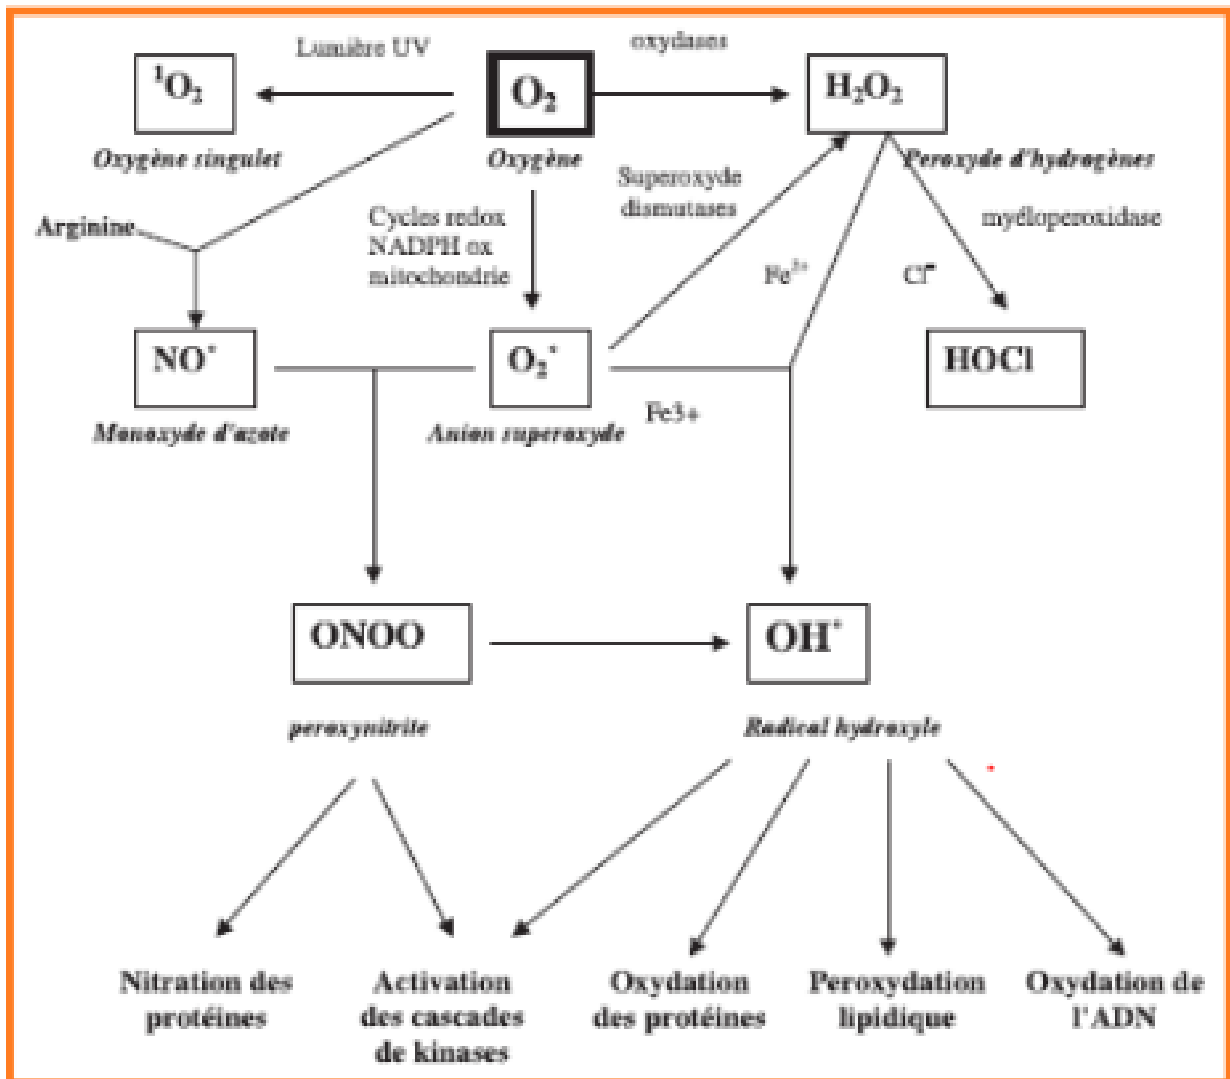 Lumière UV
oxydases
¹O₂
O₂
H₂O₂
Oxygène singulet
Oxygène
Peroxyde d'hydrogènes
Superoxyde
dismutases
myéloperoxidase
Arginine
Cycles redox
NADPH ox
mitochondrie
Fe²⁺
Cl⁻
NO°
O₂°
HOCl
Fe3+
Monoxyde d'azote
Anion superoxyde
ONOO
OH°
peroxynitrite
Radical hydroxyle
Nitration des
protéines
Activation
des cascades
de kinases
Oxydation
des protéines
Peroxydation
lipidique
Oxydation de
l'ADN